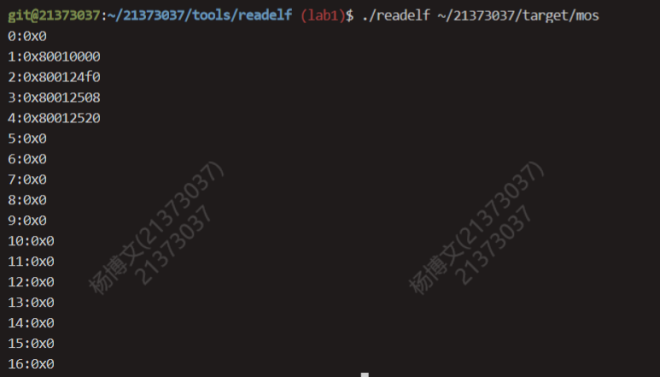 git@21373037:~/21373037/tools/readelf (lab1)$ ./readelf ~/21373037/target/mos
0:0x0
1:0x80010000
2:0x800124f0
3:0x80012508
4:0x80012520
5:0x0
6:0x0
7:0x0
8:0x0
9:0x0
10:0x0
11:0x0
12:0x0
13:0x0
14:0x0
15:0x0
16:0x0
杨博文(21373037)
21373037
杨博文(21373037)
21373037